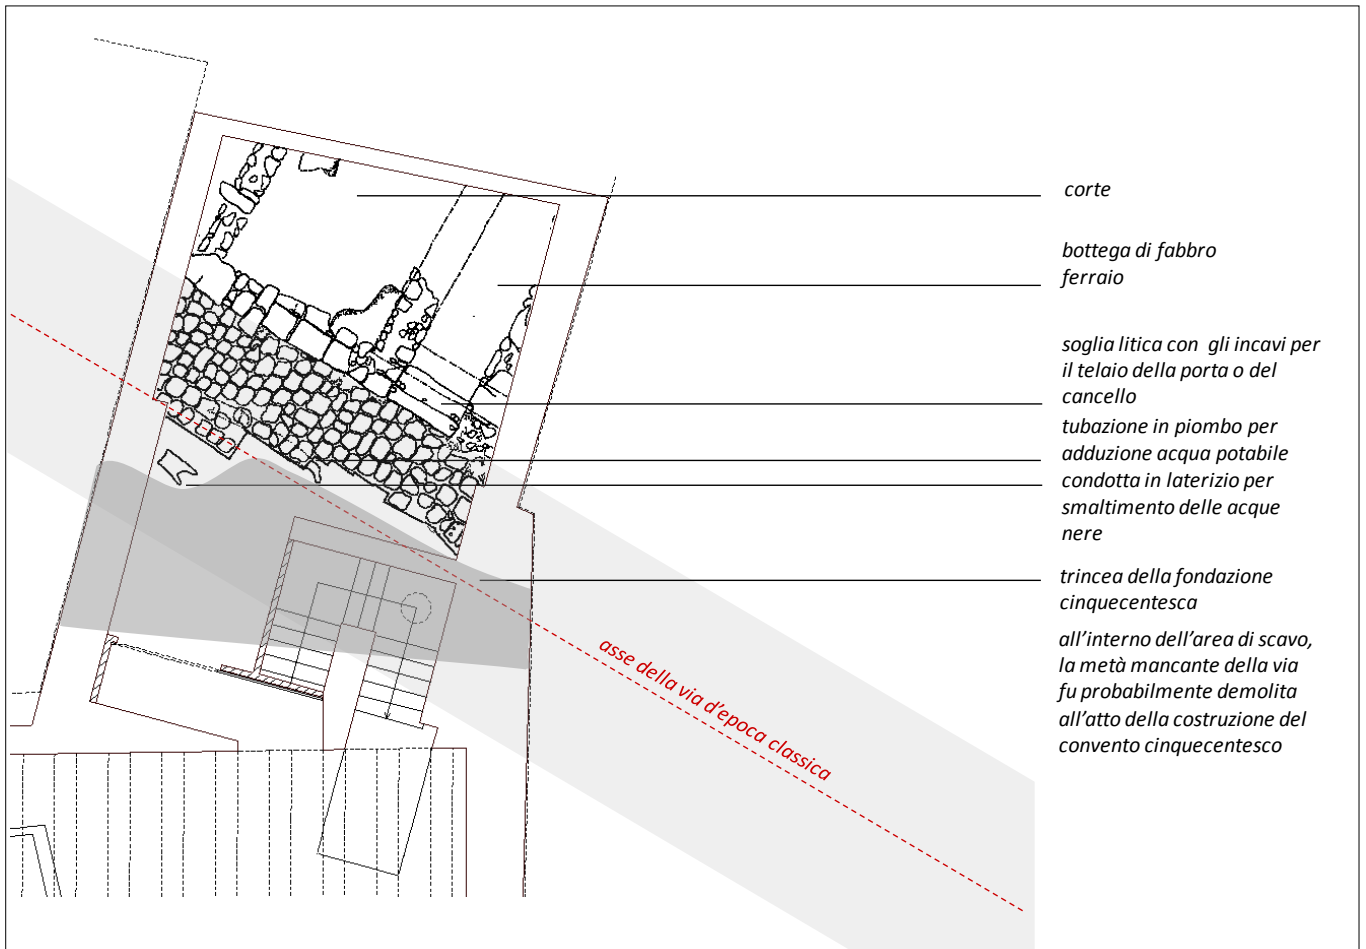 corte
bottega di fabbro
ferraio
soglia litica con gli incavi per
il telaio della porta o del
cancello
tubazione in piombo per
adduzione acqua potabile
condotta in laterizio per
smaltimento delle acque
nere
trincea della fondazione
cinquecentesca
all'interno dell'area di scavo,
la metà mancante della via
fu probabilmente demolita
all'atto della costruzione del
convento cinquecentesco
asse della via d'epoca classica